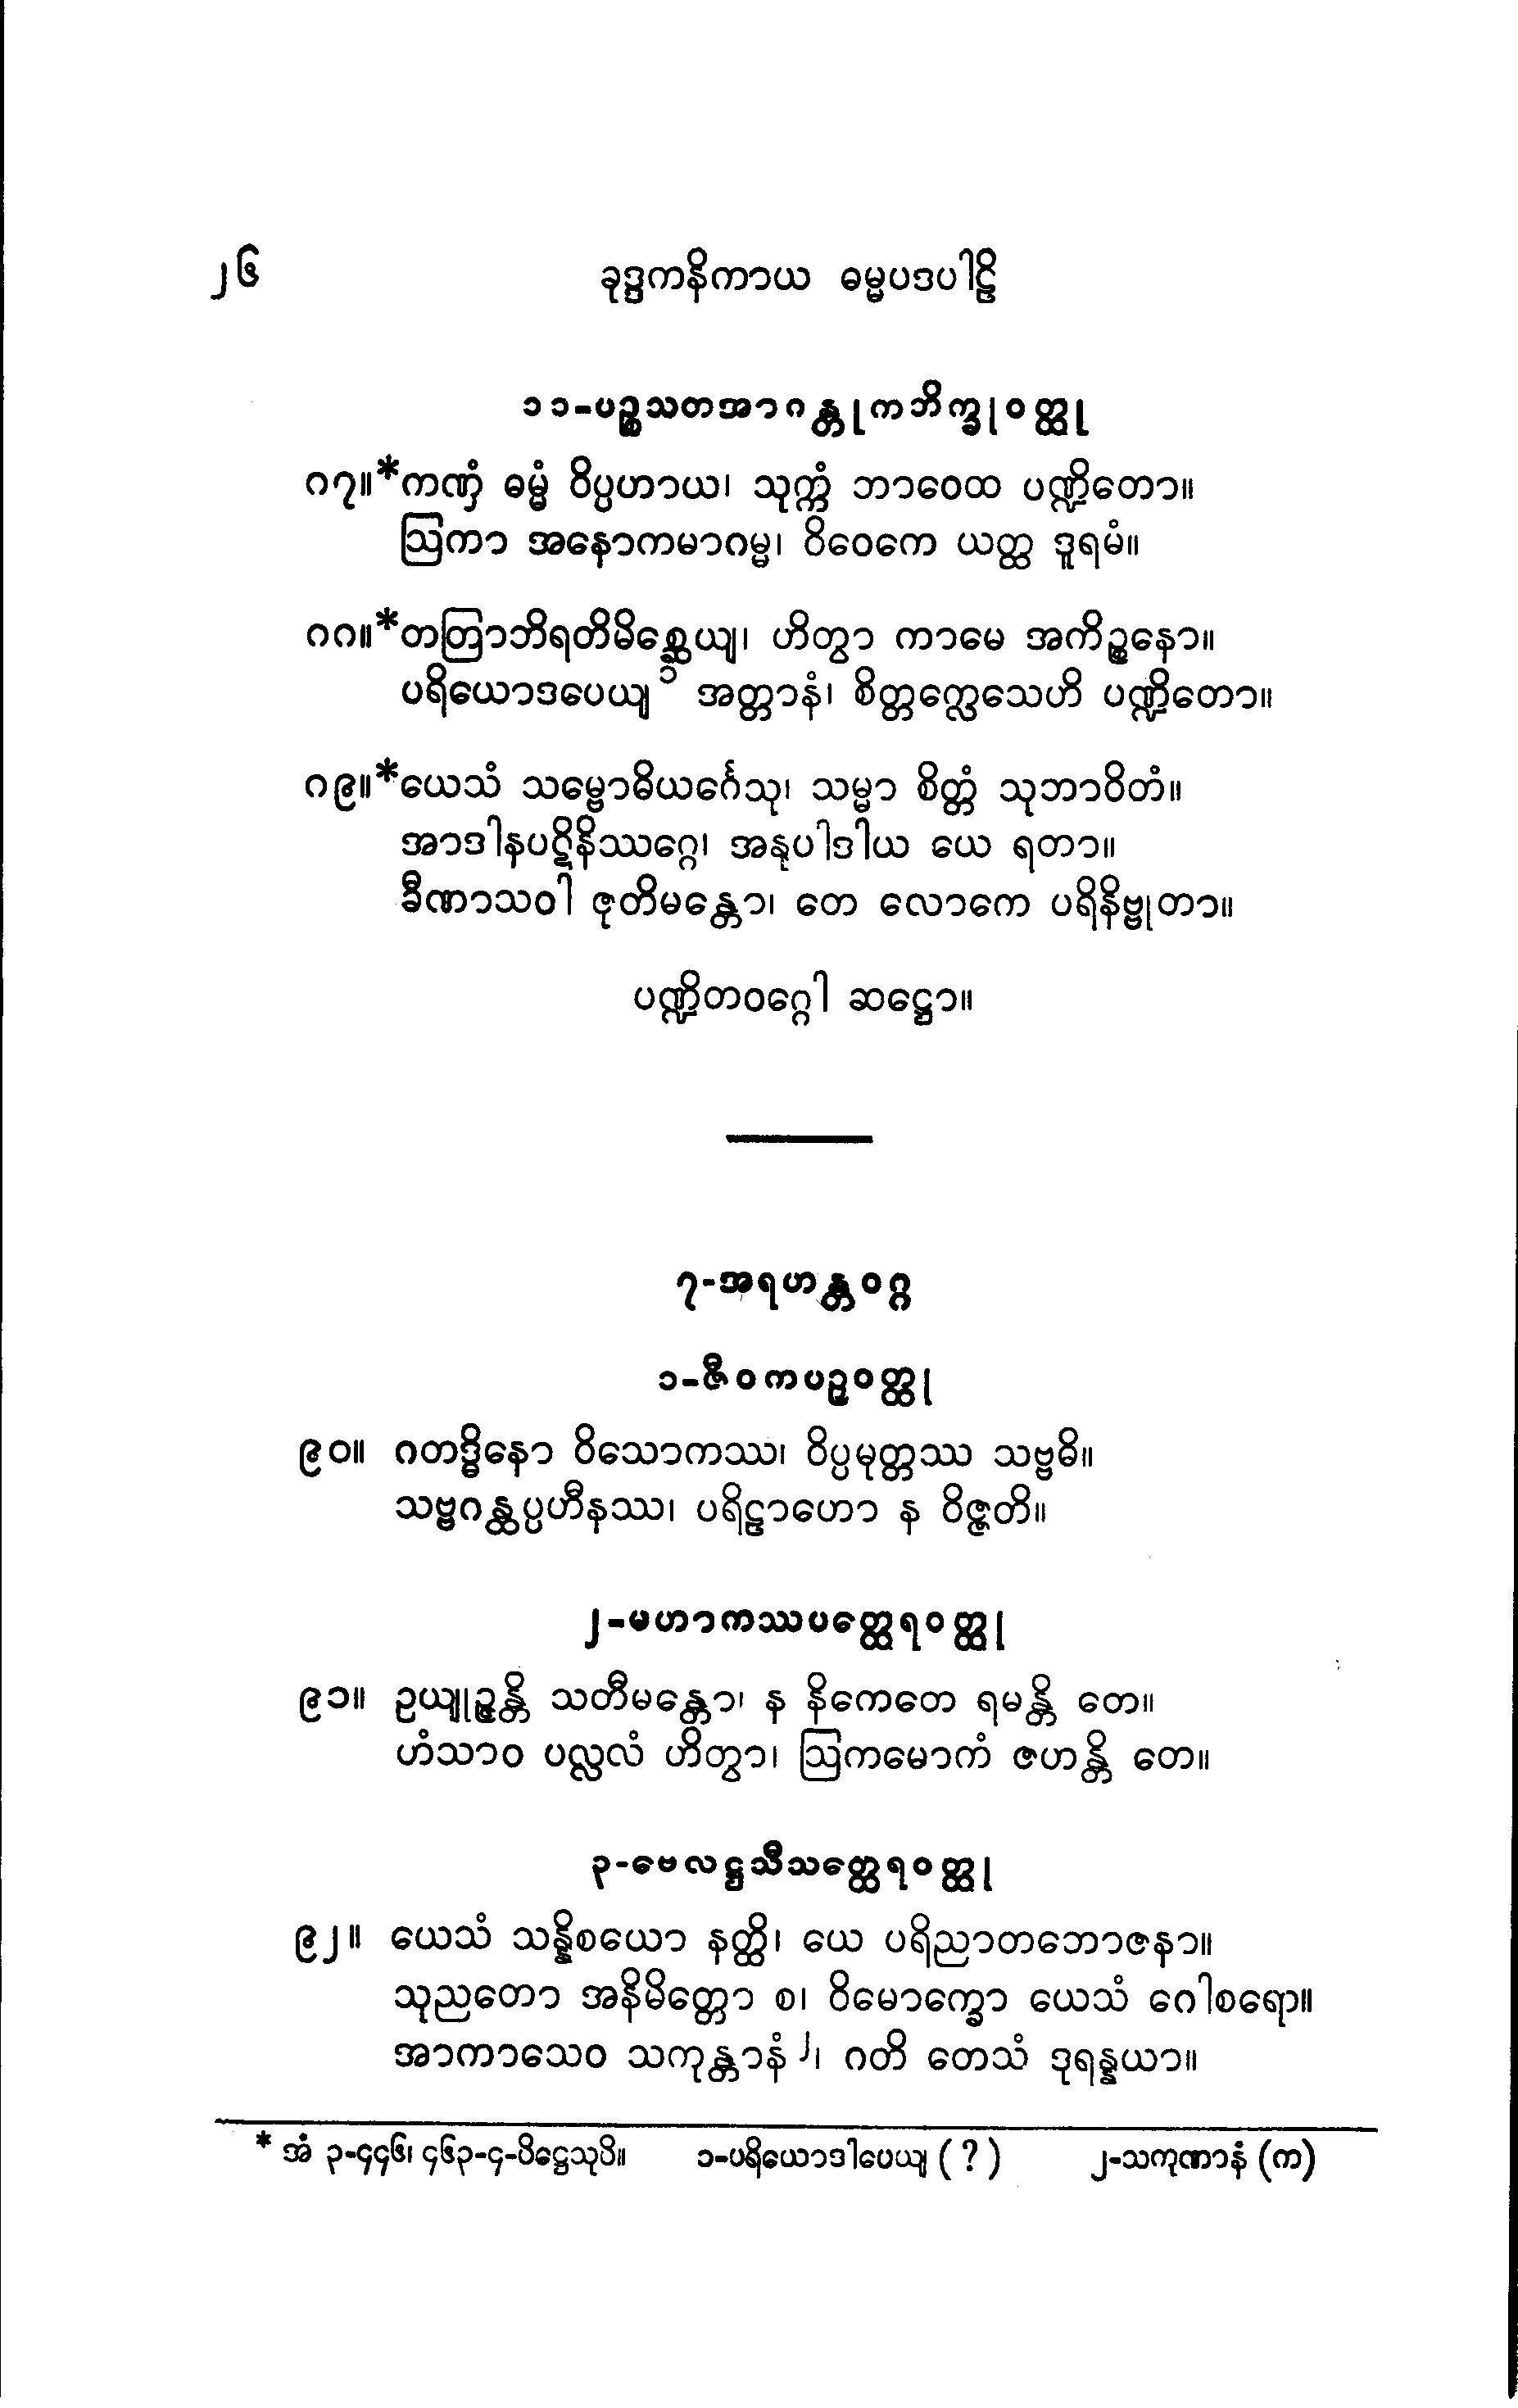 ၂၆ ခုဒ္ဒကနိကာယ ဓမ္မပဒပါဠိ
၁၁-ပဉ္စသတအာဂန္တုကဘိက္ခုဝတ္ထု
၈၇။*ကဏှံ ဓမ္မံ ဝိပ္ပဟာယ၊ သုက္ကံ ဘာဝေထ ပဏ္ဍိတော။
ဩကာ အနောကမာဂမ္မ၊ ဝိဝေကေ ယတ္ထ ဒူရမံ။
၈၈။*တတြာဘိရတိမိစ္ဆေယျ၊ ဟိတွာ ကာမေ အကိဉ္စနော။
ပရိယောဒပေယျ ၁ အတ္တာနံ၊ စိတ္တက္လေသေဟိ ပဏ္ဍိတော။
၈၉။*ယေသံ သမ္ဗောဓိယင်္ဂေသု၊ သမ္မာ စိတ္တံ သုဘာဝိတံ။
အာဒါနပဋိနိဿဂ္ဂေ၊ အနုပါဒါယ ယေ ရတာ။
ခီဏာသဝါ ဇုတိမန္တော၊ တေ လောကေ ပရိနိဗ္ဗုတာ။
ပဏ္ဍိတဝဂ္ဂေါ ဆဋ္ဌော။
၇-အရဟန္တဝဂ္ဂ
၁-ဇီဝကပဉှဝတ္ထု
၉၀။ ဂတဒ္ဓိနော ဝိသောကဿ၊ ဝိပ္ပမုတ္တဿ သဗ္ဗဓိ။
သဗ္ဗဂန္ထပ္ပဟီနဿ၊ ပရိဠာဟော န ဝိဇ္ဇတိ။
၂-မဟာကဿပတ္ထေရဝတ္ထု
၉၁။ ဥယျုဉ္ဇန္တိ သတီမန္တော၊ န နိကေတေ ရမန္တိ တေ။
ဟံသာဝ ပလ္လလံ ဟိတွာ၊ ဩကမောကံ ဇဟန္တိ တေ။
၃-ဗေလဋ္ဌသီသတ္ထေရဝတ္ထု
၉၂။ ယေသံ သန္နိစယော နတ္ထိ၊ ယေ ပရိညာတဘောဇနာ။
သုညတော အနိမိတ္တော စ၊ ဝိမောက္ခော ယေသံ ဂေါစရော။
အာကာသေဝ သကုန္တာနံ ၂၊ ဂတိ တေသံ ဒုရန္နယာ။
* အံ ၃-၄၄၆၊ ၄၆၃-၄-ပိဋ္ဌေသုပိ။ ၁-ပရိယောဒါပေယျ (?) ၂-သကုဏာနံ (က)